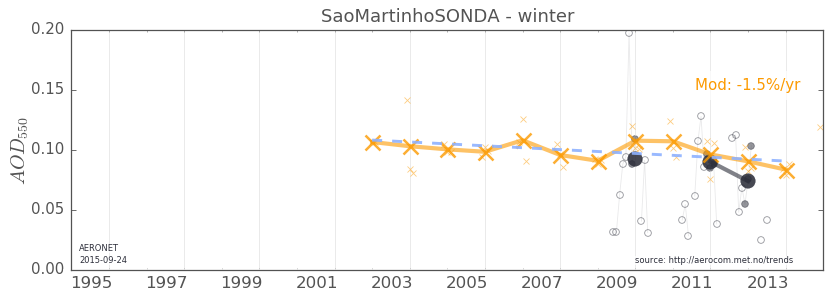 SaoMartinhoSONDA - winter
0.20
0.15
0.10
0.05
0.00
AOD550
Mod: -1.5%/yr
AERONET
2015-09-24
source: http://aerocom.met.no/trends
1995 1997 1999 2001 2003 2005 2007 2009 2011 2013